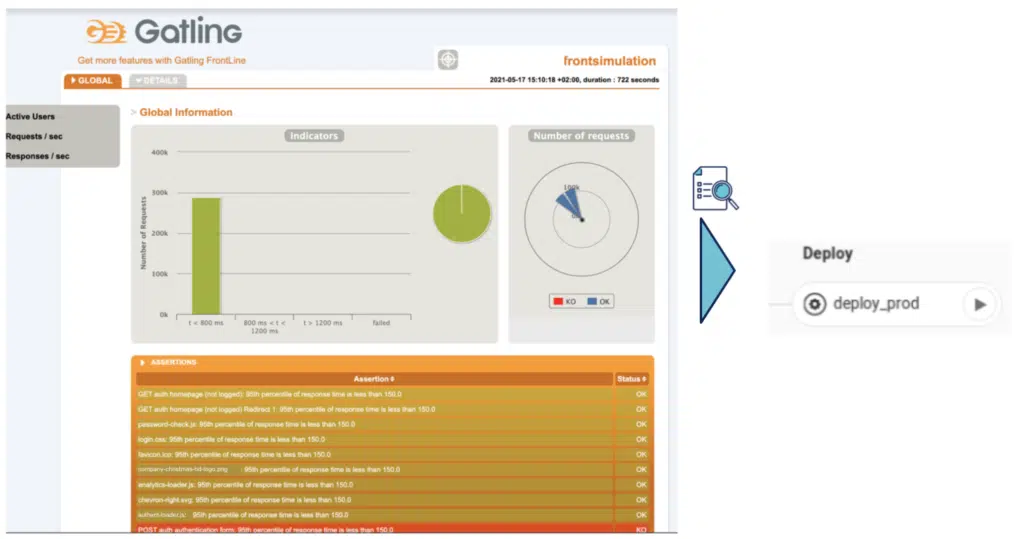 Gatling
Get more features with Gatling FrontLine
frontsimulation
GLOBAL
DETAILS
2021-05-17 15:10:18 +02:00, duration : 722 seconds
Active Users
Requests / sec
Responses / sec
> Global Information
Indicators
400k
300k
200k
100k
0k
Number of Requests
t < 800 ms
800 ms < t <
1200 ms
t > 1200 ms
failed
Number of requests
100k
0k
KO
OK
ASSERTIONS
Assertion
Status
GET auth homepage (not logged): 95th percentile of response time is less than 150.0
OK
GET auth homepage (not logged) Redirect 1: 95th percentile of response time is less than 150.0
OK
password-check.js: 95th percentile of response time is less than 150.0
OK
login.css: 95th percentile of response time is less than 150.0
OK
favicon.ico: 95th percentile of response time is less than 150.0
OK
company-christmas-hd-logo.png : 95th percentile of response time is less than 150.0
OK
analytics-loader.js: 95th percentile of response time is less than 150.0
OK
chevron-right.svg: 95th percentile of response time is less than 150.0
OK
authent-header.js: 95th percentile of response time is less than 150.0
OK
POST auth authentication form: 95th percentile of response time is less than 150.0
KO
Deploy
deploy_prod